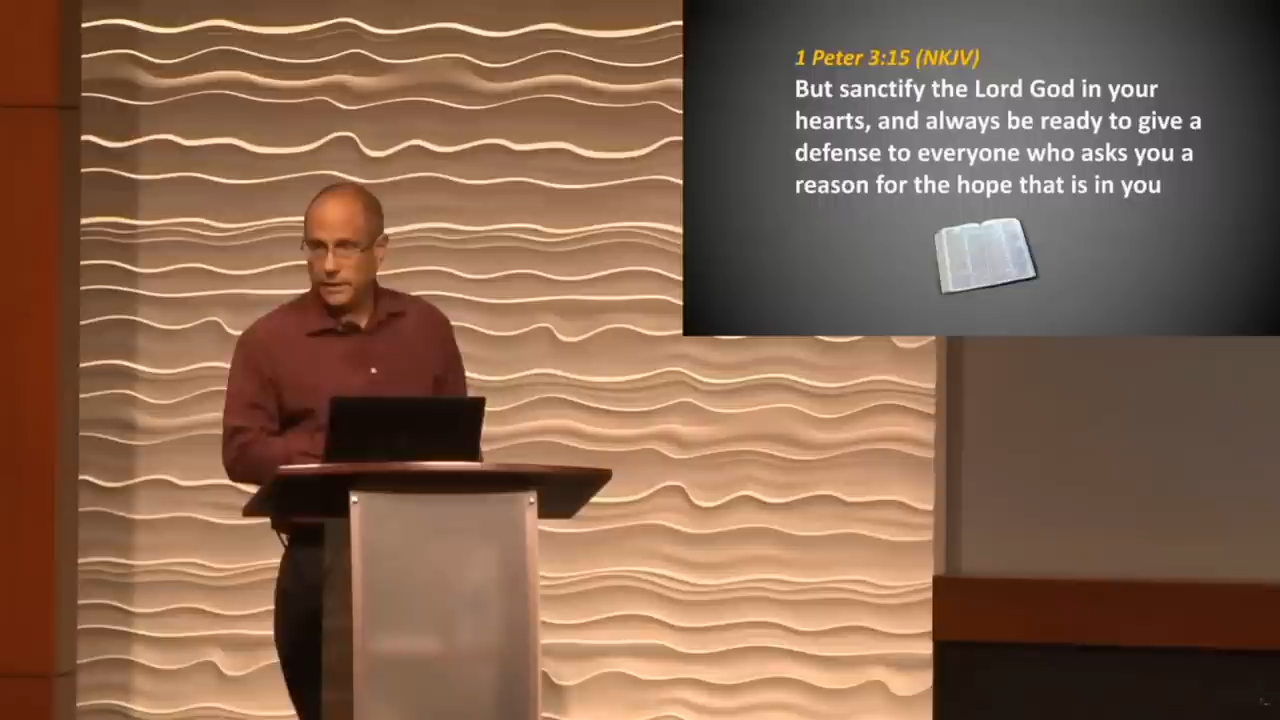 1 Peter 3:15 (NKJV)
But sanctify the Lord God in your
hearts, and always be ready to give a
defense to everyone who asks you a
reason for the hope that is in you